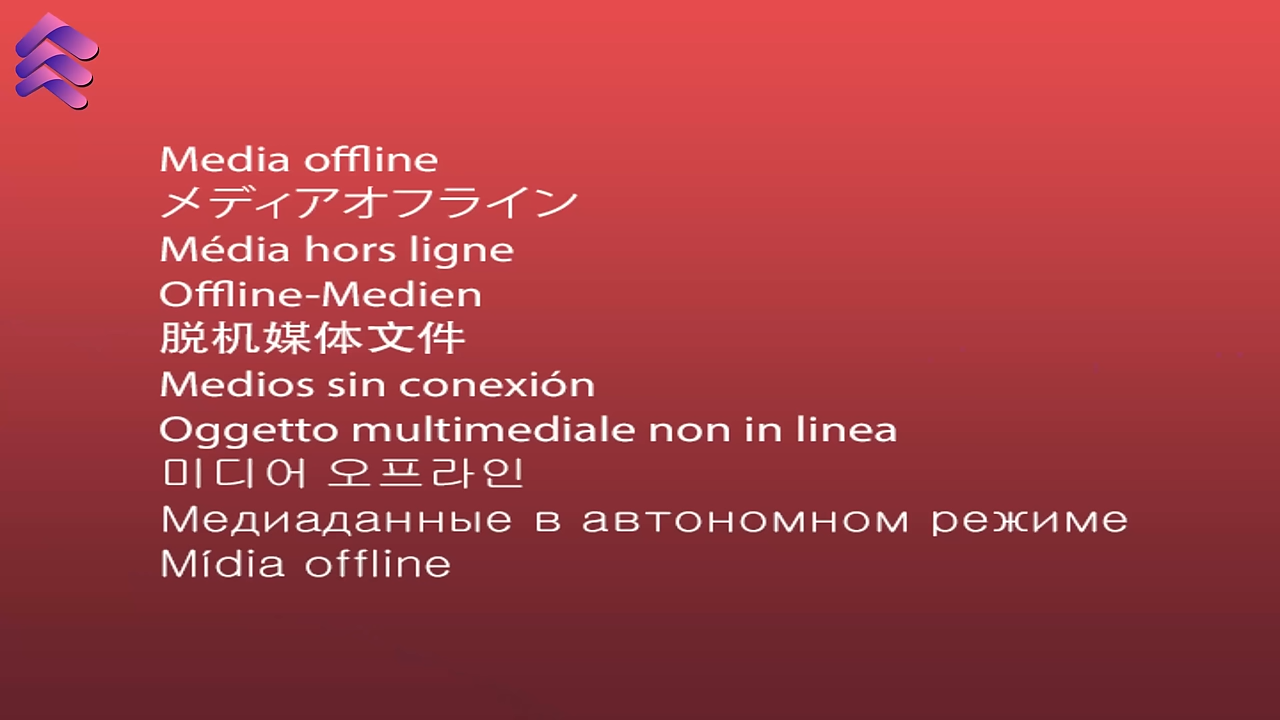 Media offline
メディアオフライン
Média hors ligne
Offline-Medien
脱机媒体文件
Medios sin conexión
Oggetto multimediale non in linea
미디어 오프라인
Медиаданные в автономном режиме
Mídia offline